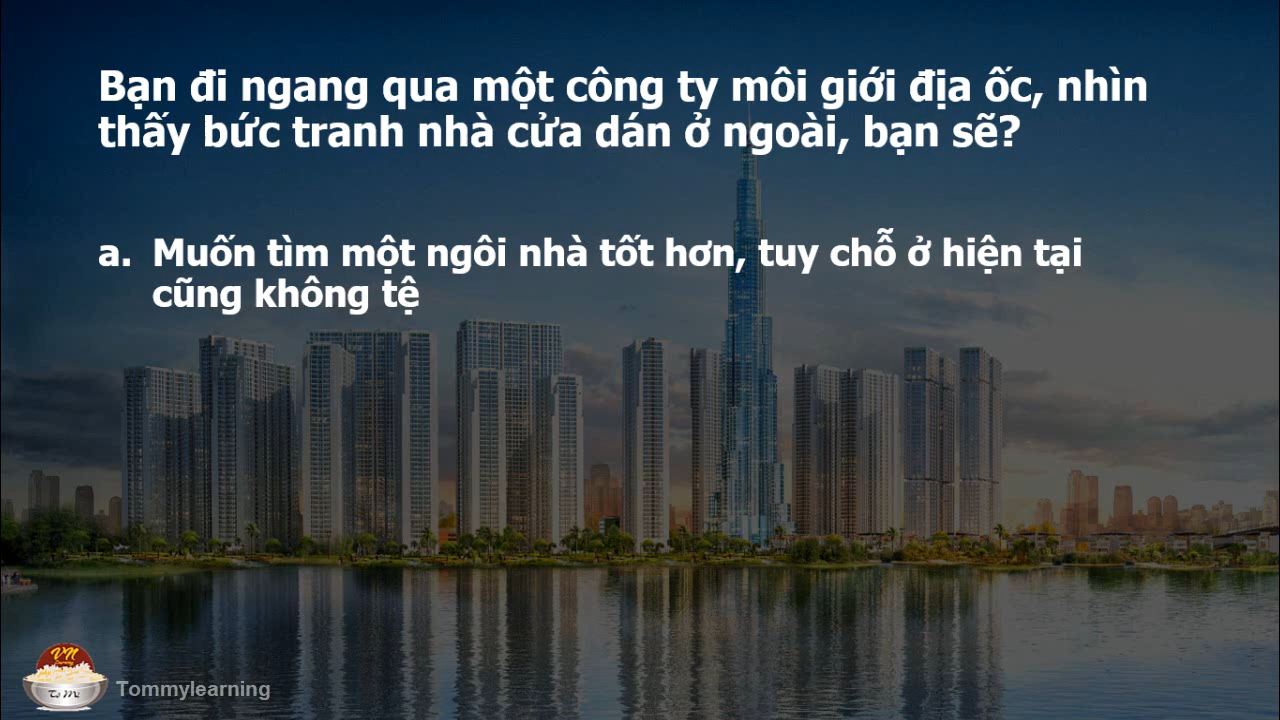 Bạn đi ngang qua một công ty môi giới địa ốc, nhìn
thấy bức tranh nhà cửa dán ở ngoài, bạn sẽ?
a. Muốn tìm một ngôi nhà tốt hơn, tuy chỗ ở hiện tại
cũng không tệ
VN
Tommylearning